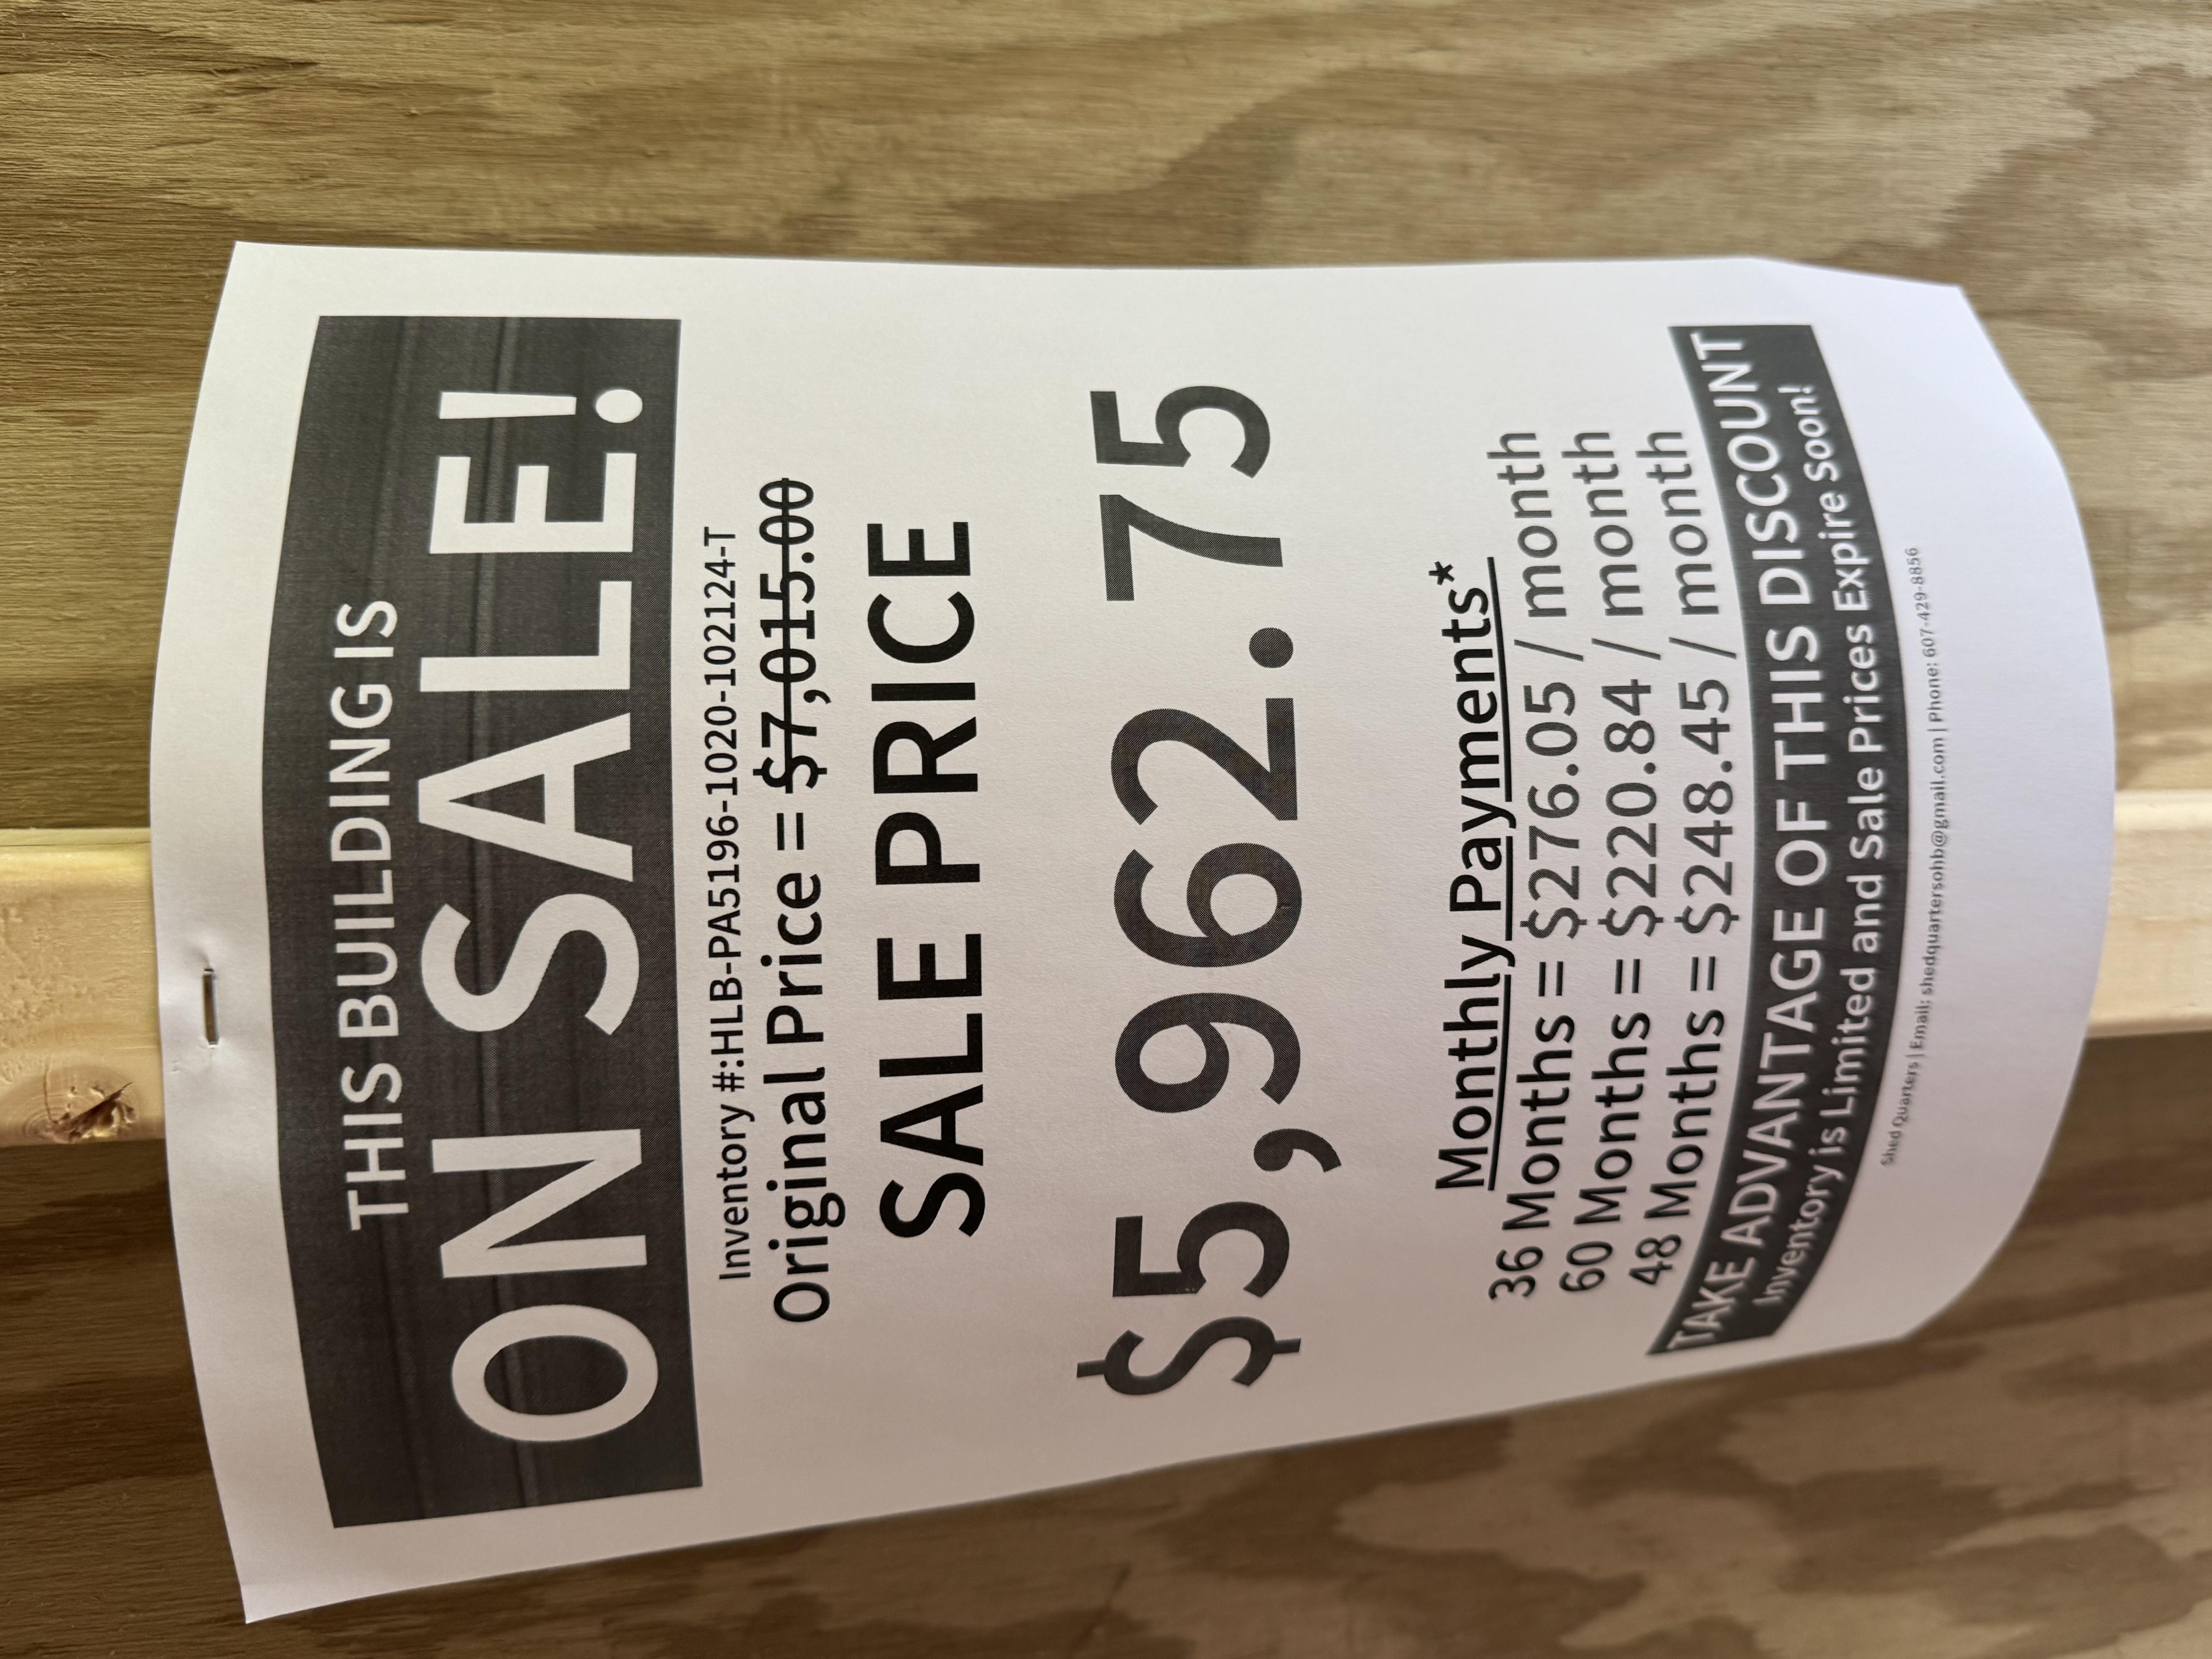 THIS BUILDING IS
ON SALE!
Inventory #:HLB-PA5196-1020-102124-T
Original Price = $7,015.00
SALE PRICE
$5,962.75
Monthly Payments*
36 Months = $276.05 / month
60 Months = $220.84 / month
48 Months = $248.45 / month
TAKE ADVANTAGE OF THIS DISCOUNT
Inventory is Limited and Sale Prices Expire Soon!
Shed Quarters | Email: shedquartersohb@gmail.com | Phone: 607-429-8856